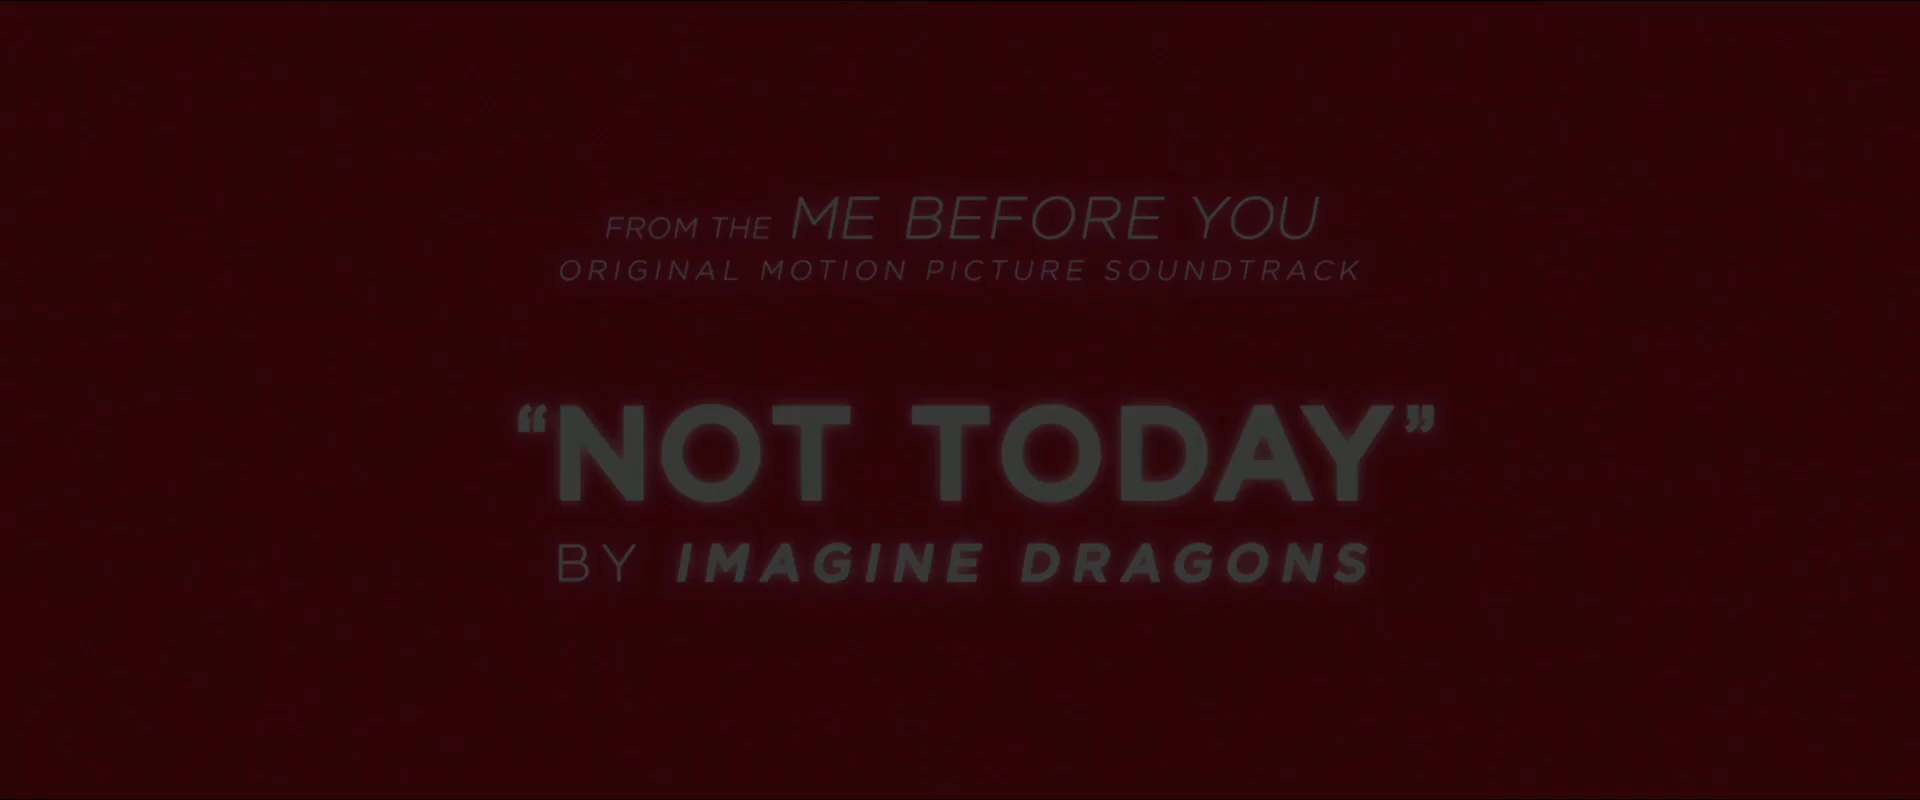 FROM THE ME BEFORE YOU
ORIGINAL MOTION PICTURE SOUNDTRACK
“NOT TODAY”
BY IMAGINE DRAGONS